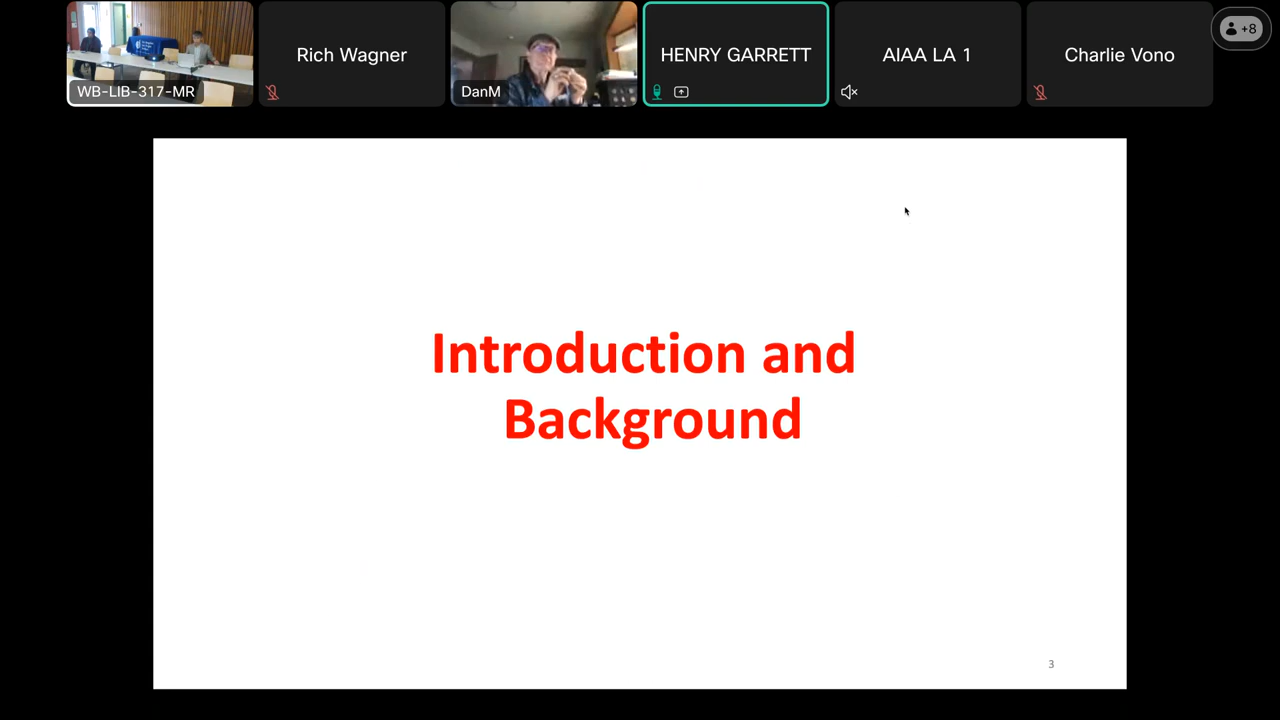 WB-LIB-317-MR
Rich Wagner
DanM
HENRY GARRETT
AIAA LA 1
Charlie Vono
+8
Introduction and
Background
3